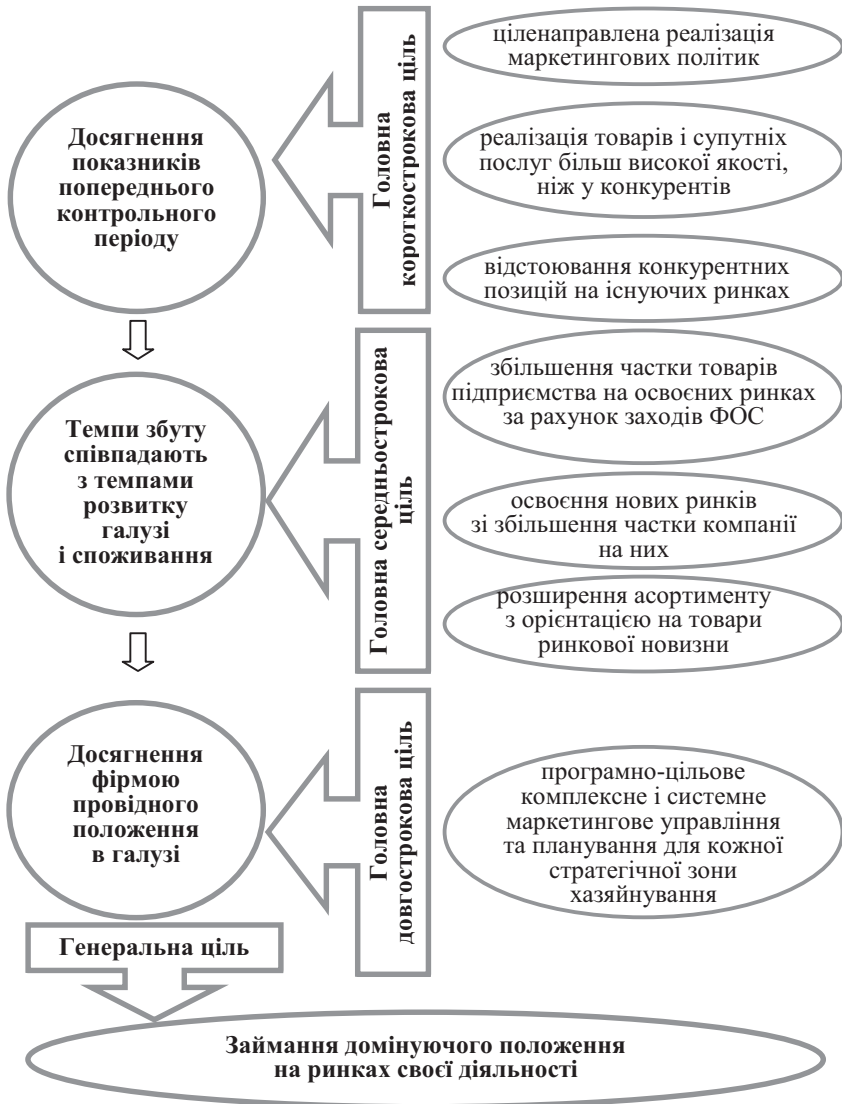 Досягнення
показників
попереднього
контрольного
періоду
Головна
короткострокова ціль
ціленаправлена реалізація
маркетингових політик
реалізація товарів і супутніх
послуг більш високої якості,
ніж у конкурентів
відстоювання конкурентних
позицій на існуючих ринках
Темпи збуту
співпадають
з темпами
розвитку
галузі
і споживання
Головна середньострокова
ціль
збільшення частки товарів
підприємства на освоєних ринках
за рахунок заходів ФОС
освоєння нових ринків
зі збільшення частки компанії
на них
розширення асортименту
з орієнтацією на товари
ринкової новизни
Досягнення
фірмою
провідного
положення
в галузі
Головна
довгострокова ціль
програмно-цільове
комплексне і системне
маркетингове управління
та планування для кожної
стратегічної зони
хазяйнування
Генеральна ціль
Займання домінуючого положення
на ринках своєї діяльності